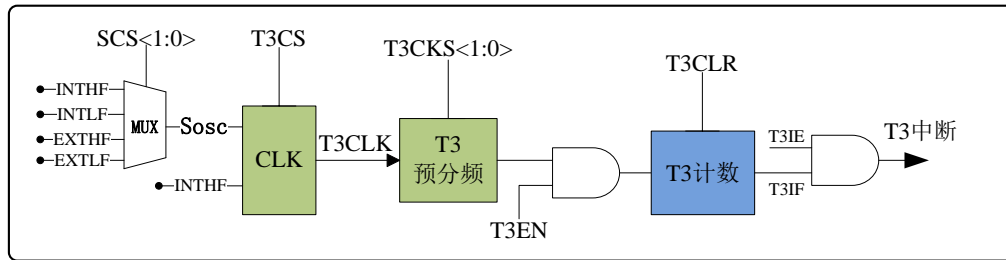 SCS<1:0>
T3CS
T3CKS<1:0>
T3CLR
INTHF
INTLF
EXTHF
EXTLF
MUX
Sosc
INTHF
CLK
T3CLK
T3
预分频
T3EN
T3计数
T3IE
T3IF
T3中断